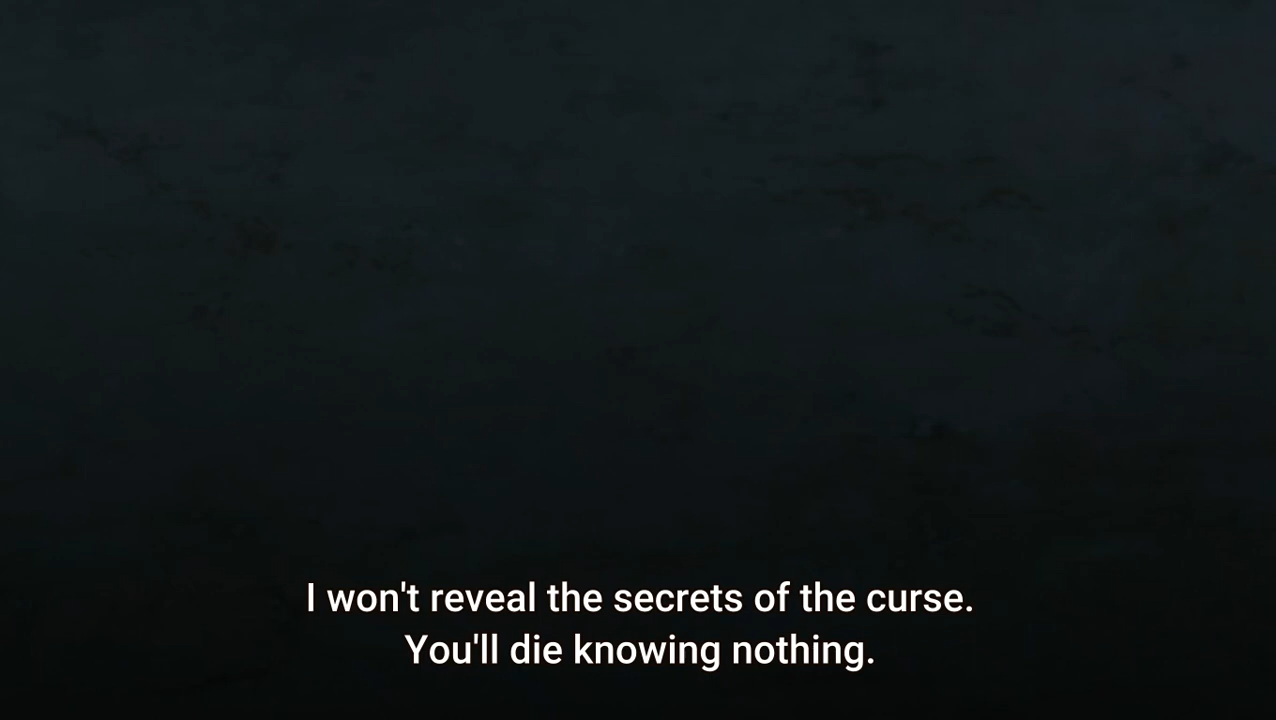 I won't reveal the secrets of the curse.
You'll die knowing nothing.